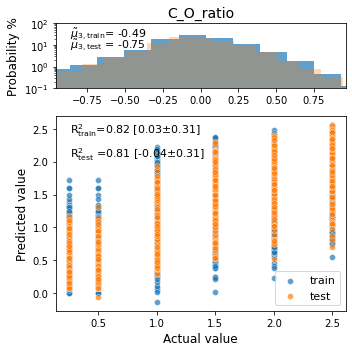 C_O_ratio
Probability %
10²
10¹
10⁰
10⁻¹
μ̃₃,train= -0.49
μ̃₃,test = -0.75
−0.75 −0.50 −0.25 0.00 0.25 0.50 0.75
R²train=0.82 [0.03±0.31]
R²test =0.81 [-0.04±0.31]
Predicted value
2.5
2.0
1.5
1.0
0.5
0.0
train
test
0.5 1.0 1.5 2.0 2.5
Actual value